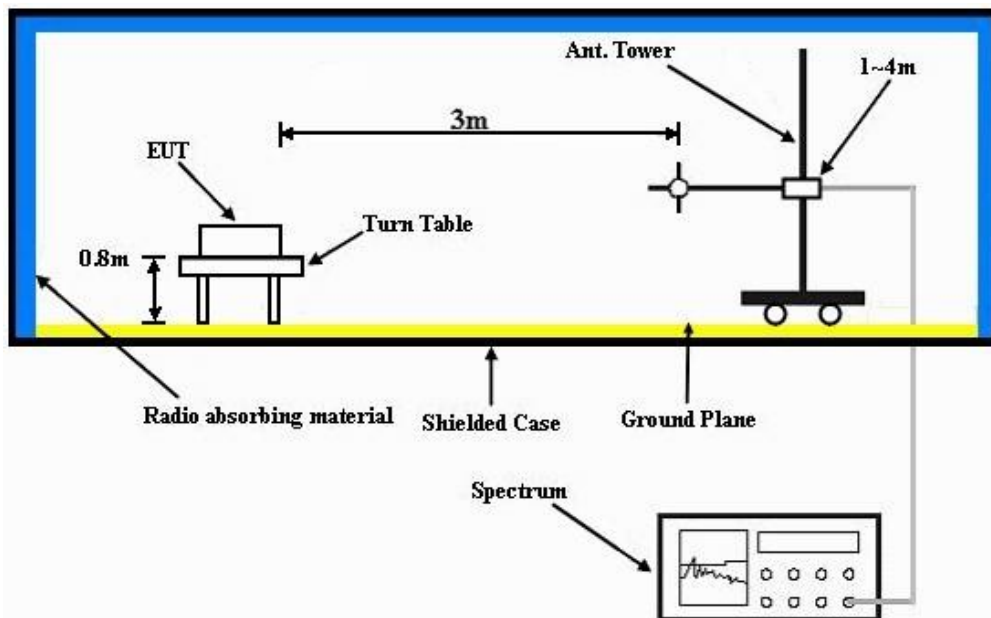 Ant. Tower
1~4m
3m
EUT
Turn Table
0.8m
Radio absorbing material
Shielded Case
Ground Plane
Spectrum